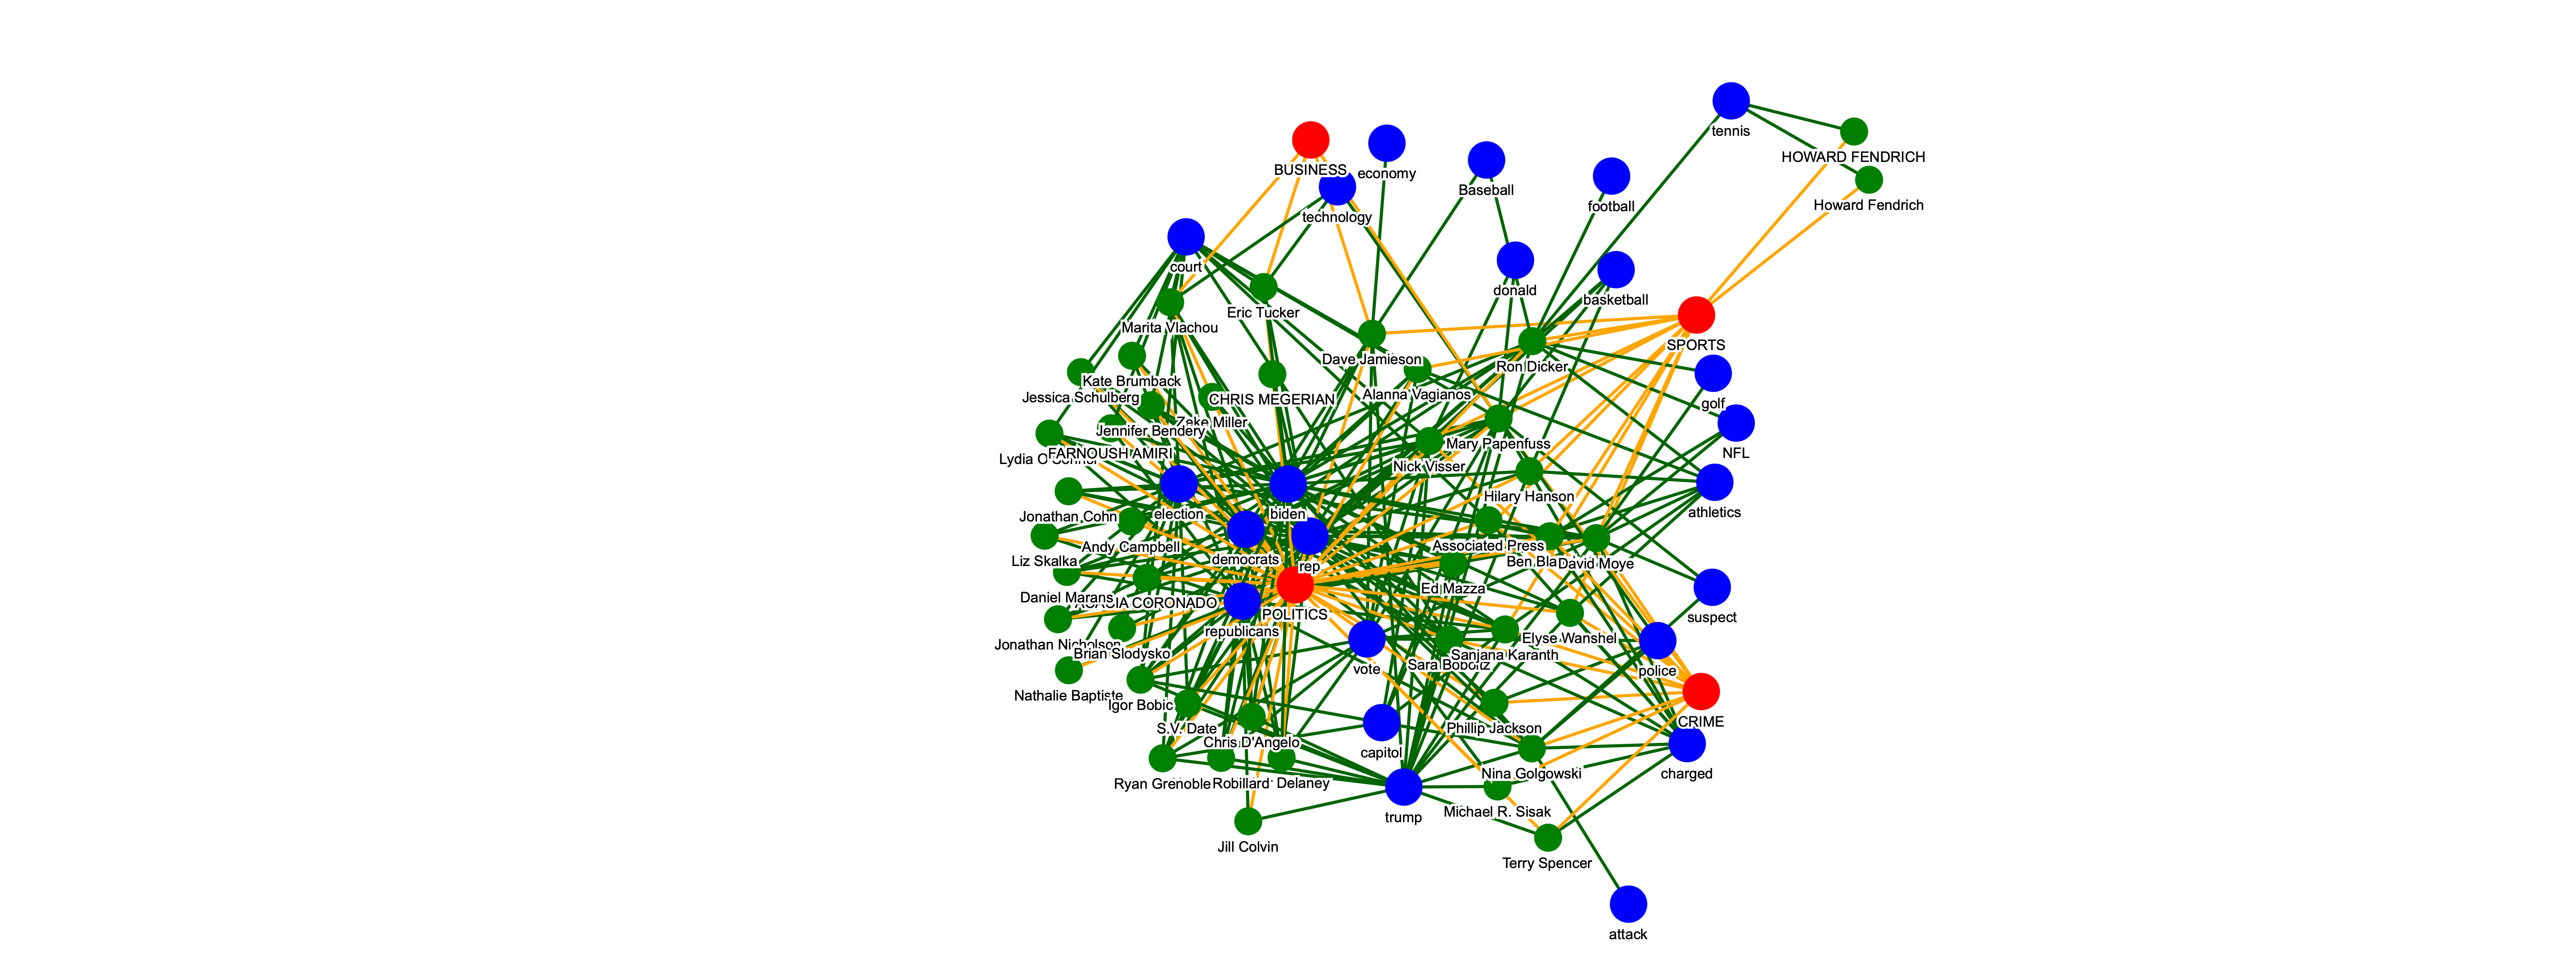 tennis
HOWARD FENDRICH
BUSINESS
economy
Baseball
Howard Fendrich
football
technology
court
donald
basketball
Eric Tucker
Marita Vlachou
SPORTS
Dave Jamieson
Ron Dicker
Kate Brumback
Alanna Vagianos
Jessica Schulberg
CHRIS MEGERIAN
golf
Zeke Miller
Jennifer Bendery
Mary Papenfuss
FARNOUSH AMIRI
NFL
Lydia O'Connor
Nick Visser
Hilary Hanson
athletics
election
biden
Jonathan Cohn
Andy Campbell
Associated Press
democrats
Liz Skalka
Ben Bla
David Moye
rep
Ed Mazza
Daniel Marans
ACACIA CORONADO
POLITICS
suspect
republicans
Elyse Wanshel
Jonathan Nicholson
Brian Slodysko
Sanjana Karanth
Sara Boboltz
vote
police
Nathalie Baptiste
Igor Bobic
CRIME
S.V. Date
Phillip Jackson
Chris D'Angelo
capitol
Nina Golgowski
charged
Ryan Grenoble
Robillard
Delaney
Michael R. Sisak
trump
Jill Colvin
Terry Spencer
attack